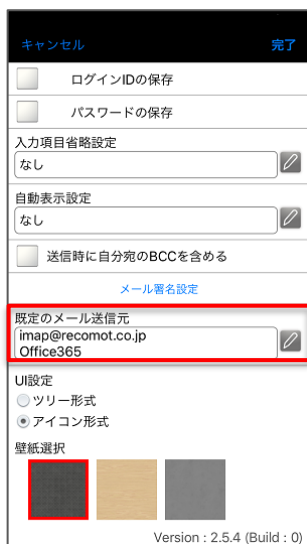 キャンセル 完了
ログインIDの保存
パスワードの保存
入力項目省略設定
なし
自動表示設定
なし
送信時に自分宛のBCCを含める
メール署名設定
既定のメール送信元
imap@recomot.co.jp
Office365
UI設定
ツリー形式
アイコン形式
壁紙選択
Version : 2.5.4 (Build : 0)